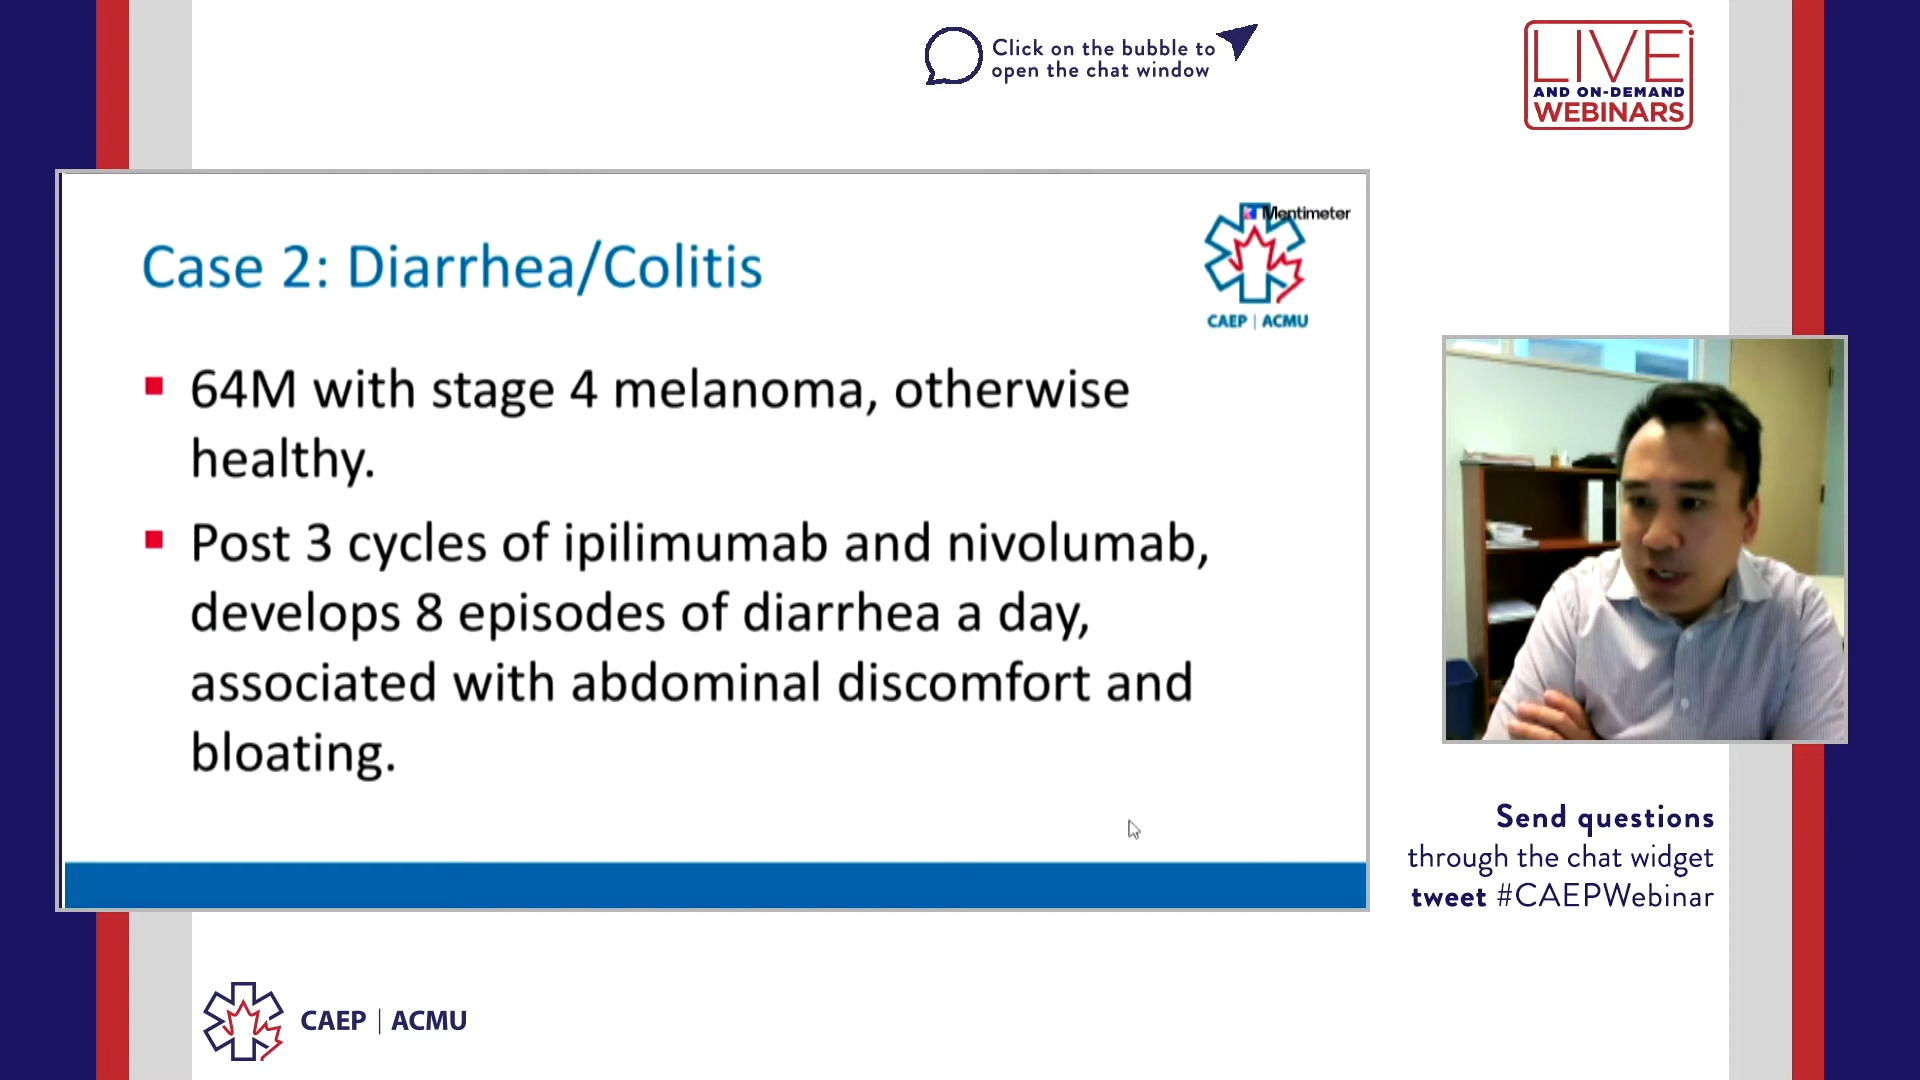 Click on the bubble to
open the chat window
LIVE
AND ON-DEMAND
WEBINARS
Mentimeter
CAEP | ACMU
Case 2: Diarrhea/Colitis
64M with stage 4 melanoma, otherwise
healthy.
Post 3 cycles of ipilimumab and nivolumab,
develops 8 episodes of diarrhea a day,
associated with abdominal discomfort and
bloating.
Send questions
through the chat widget
tweet #CAEPWebinar
CAEP | ACMU